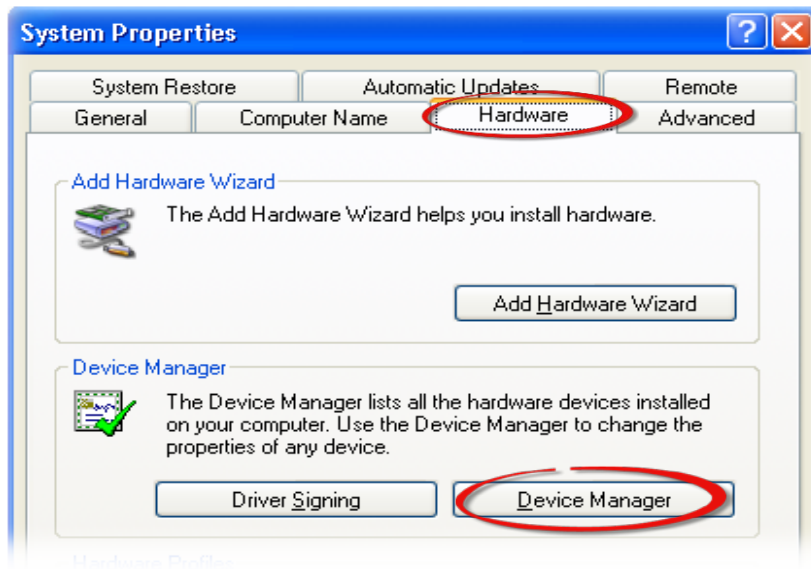 System Properties
System Restore Automatic Updates Remote
General Computer Name Hardware Advanced
Add Hardware Wizard
The Add Hardware Wizard helps you install hardware.
Add Hardware Wizard
Device Manager
The Device Manager lists all the hardware devices installed
on your computer. Use the Device Manager to change the
properties of any device.
Driver Signing Device Manager
Hardware Profiles